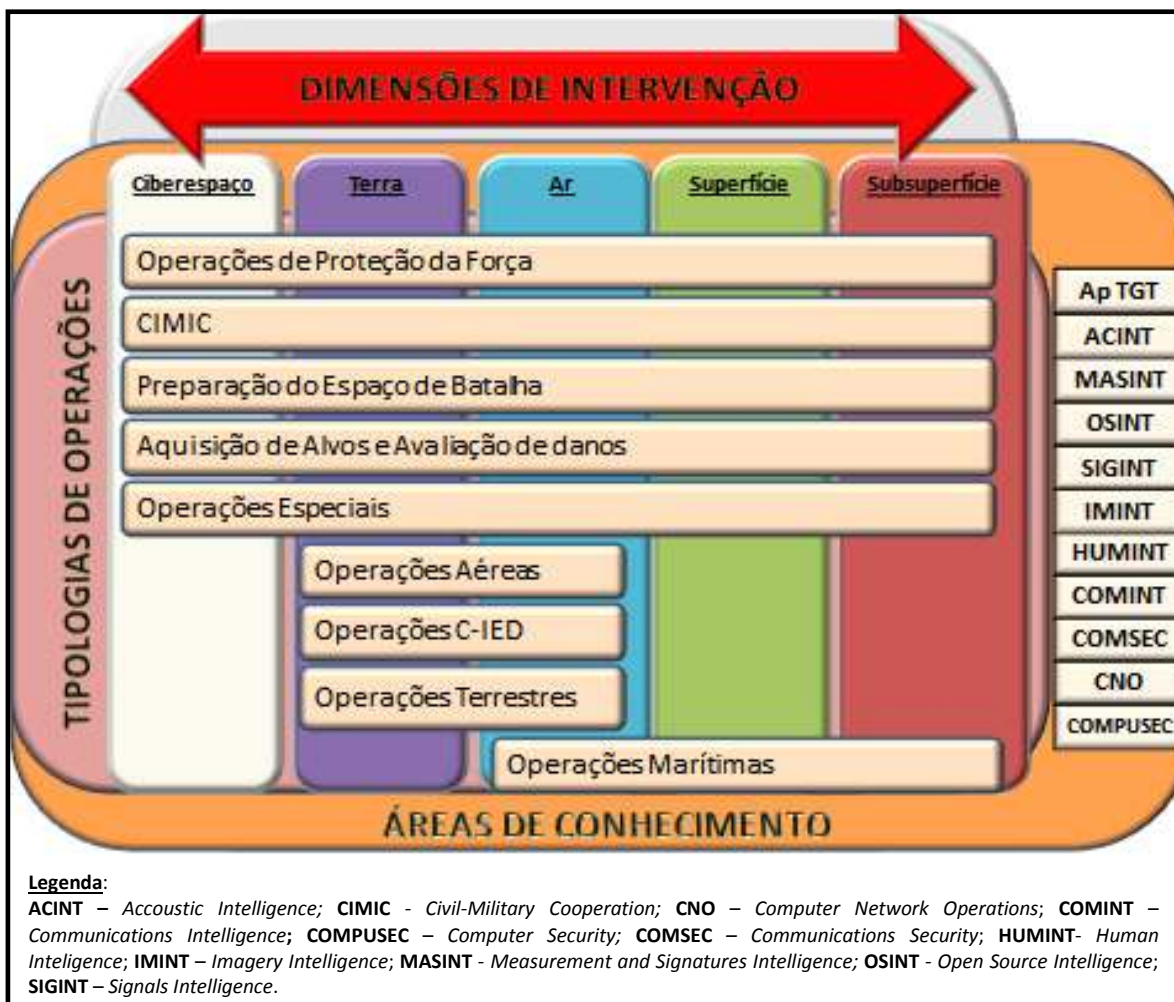 DIMENSÕES DE INTERVENÇÃO
Ciberespaço
Terra
Ar
Superfície
Subsuperfície
TIPOLOGIAS DE OPERAÇÕES
Operações de Proteção da Força
CIMIC
Preparação do Espaço de Batalha
Aquisição de Alvos e Avaliação de danos
Operações Especiais
Operações Aéreas
Operações C-IED
Operações Terrestres
Operações Marítimas
Ap TGT
ACINT
MASINT
OSINT
SIGINT
IMINT
HUMINT
COMINT
COMSEC
CNO
COMPUSEC
ÁREAS DE CONHECIMENTO
Legenda:
ACINT – Accoustic Intelligence; CIMIC - Civil-Military Cooperation; CNO – Computer Network Operations; COMINT –
Communications Intelligence; COMPUSEC – Computer Security; COMSEC – Communications Security; HUMINT- Human
Inteligence; IMINT – Imagery Intelligence; MASINT - Measurement and Signatures Intelligence; OSINT - Open Source Intelligence;
SIGINT – Signals Intelligence.